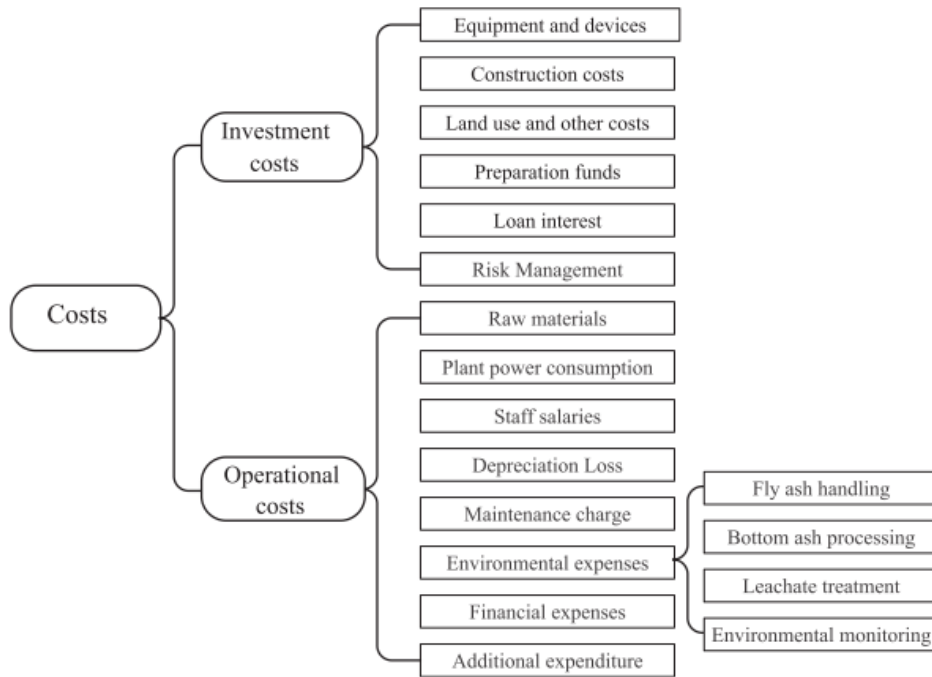 Equipment and devices
Construction costs
Investment
costs
Land use and other costs
Preparation funds
Loan interest
Risk Management
Costs
Raw materials
Plant power consumption
Staff salaries
Operational
costs
Depreciation Loss
Maintenance charge
Environmental expenses
Financial expenses
Additional expenditure
Fly ash handling
Bottom ash processing
Leachate treatment
Environmental monitoring